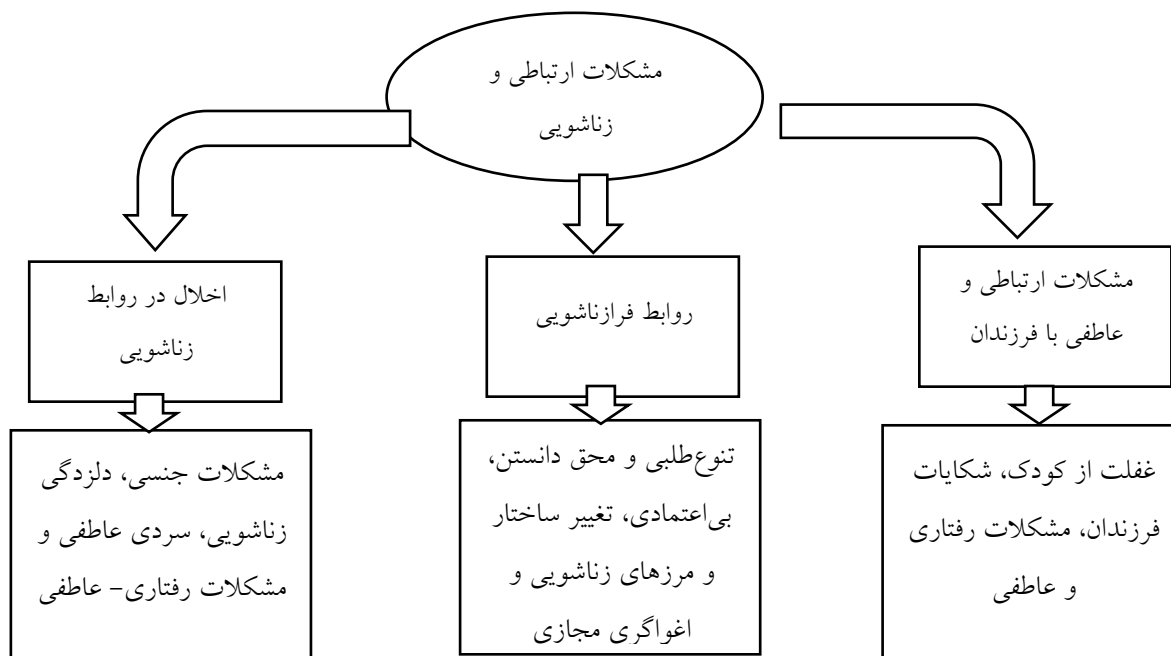 مشکلات ارتباطی و
زناشویی
مشکلات ارتباطی و
عاطفی با فرزندان
روابط فرازناشویی
اخلال در روابط
زناشویی
غفلت از کودک، شکایات
فرزندان، مشکلات رفتاری
و عاطفی
تنوع‌طلبی و محق دانستن،
بی‌اعتمادی، تغییر ساختار
و مرزهای زناشویی و
اغواگری مجازی
مشکلات جنسی، دلزدگی
زناشویی، سردی عاطفی و
مشکلات رفتاری- عاطفی